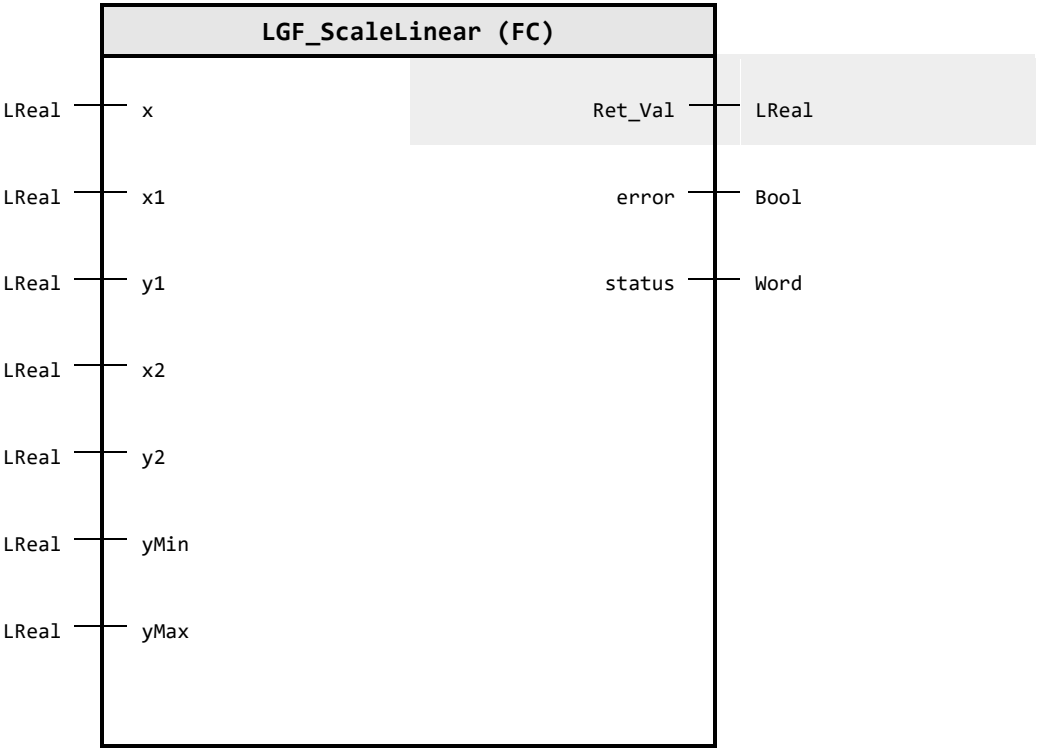 LGF_ScaleLinear (FC)
LReal x Ret_Val LReal
LReal x1 error Bool
LReal y1 status Word
LReal x2
LReal y2
LReal yMin
LReal yMax